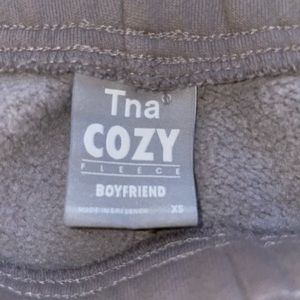 Tna
COZY
FLEECE
BOYFRIEND
MADE IN XS